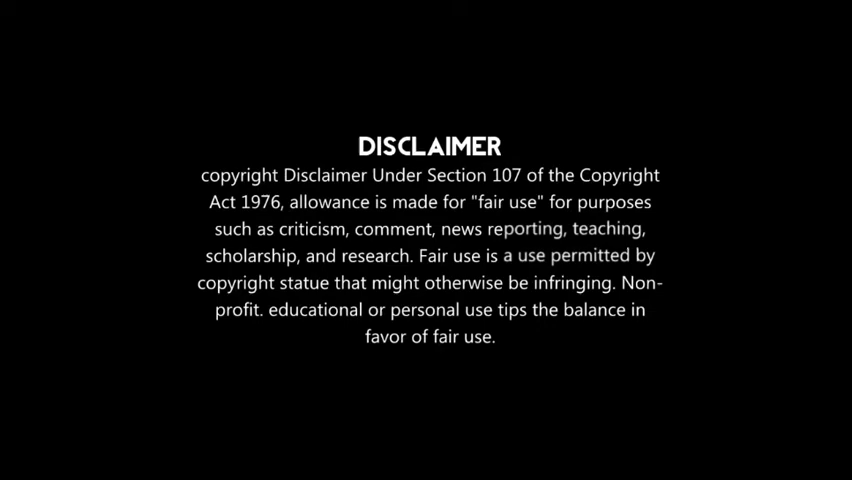 DISCLAIMER
copyright Disclaimer Under Section 107 of the Copyright
Act 1976, allowance is made for "fair use" for purposes
such as criticism, comment, news reporting, teaching,
scholarship, and research. Fair use is a use permitted by
copyright statue that might otherwise be infringing. Non-
profit. educational or personal use tips the balance in
favor of fair use.